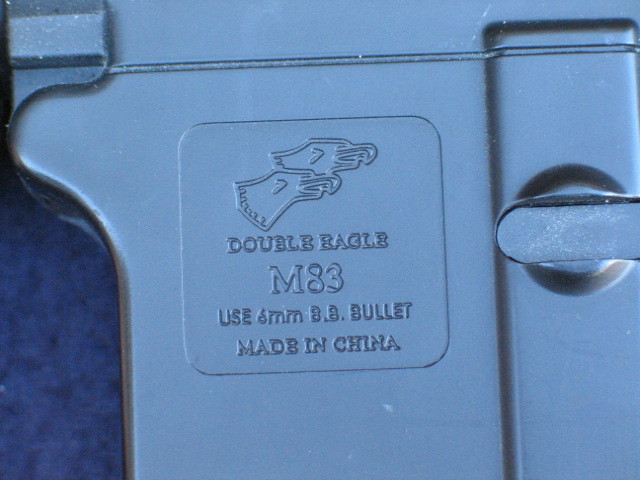 DOUBLE EAGLE
M83
USE 6mm B.B. BULLET
MADE IN CHINA